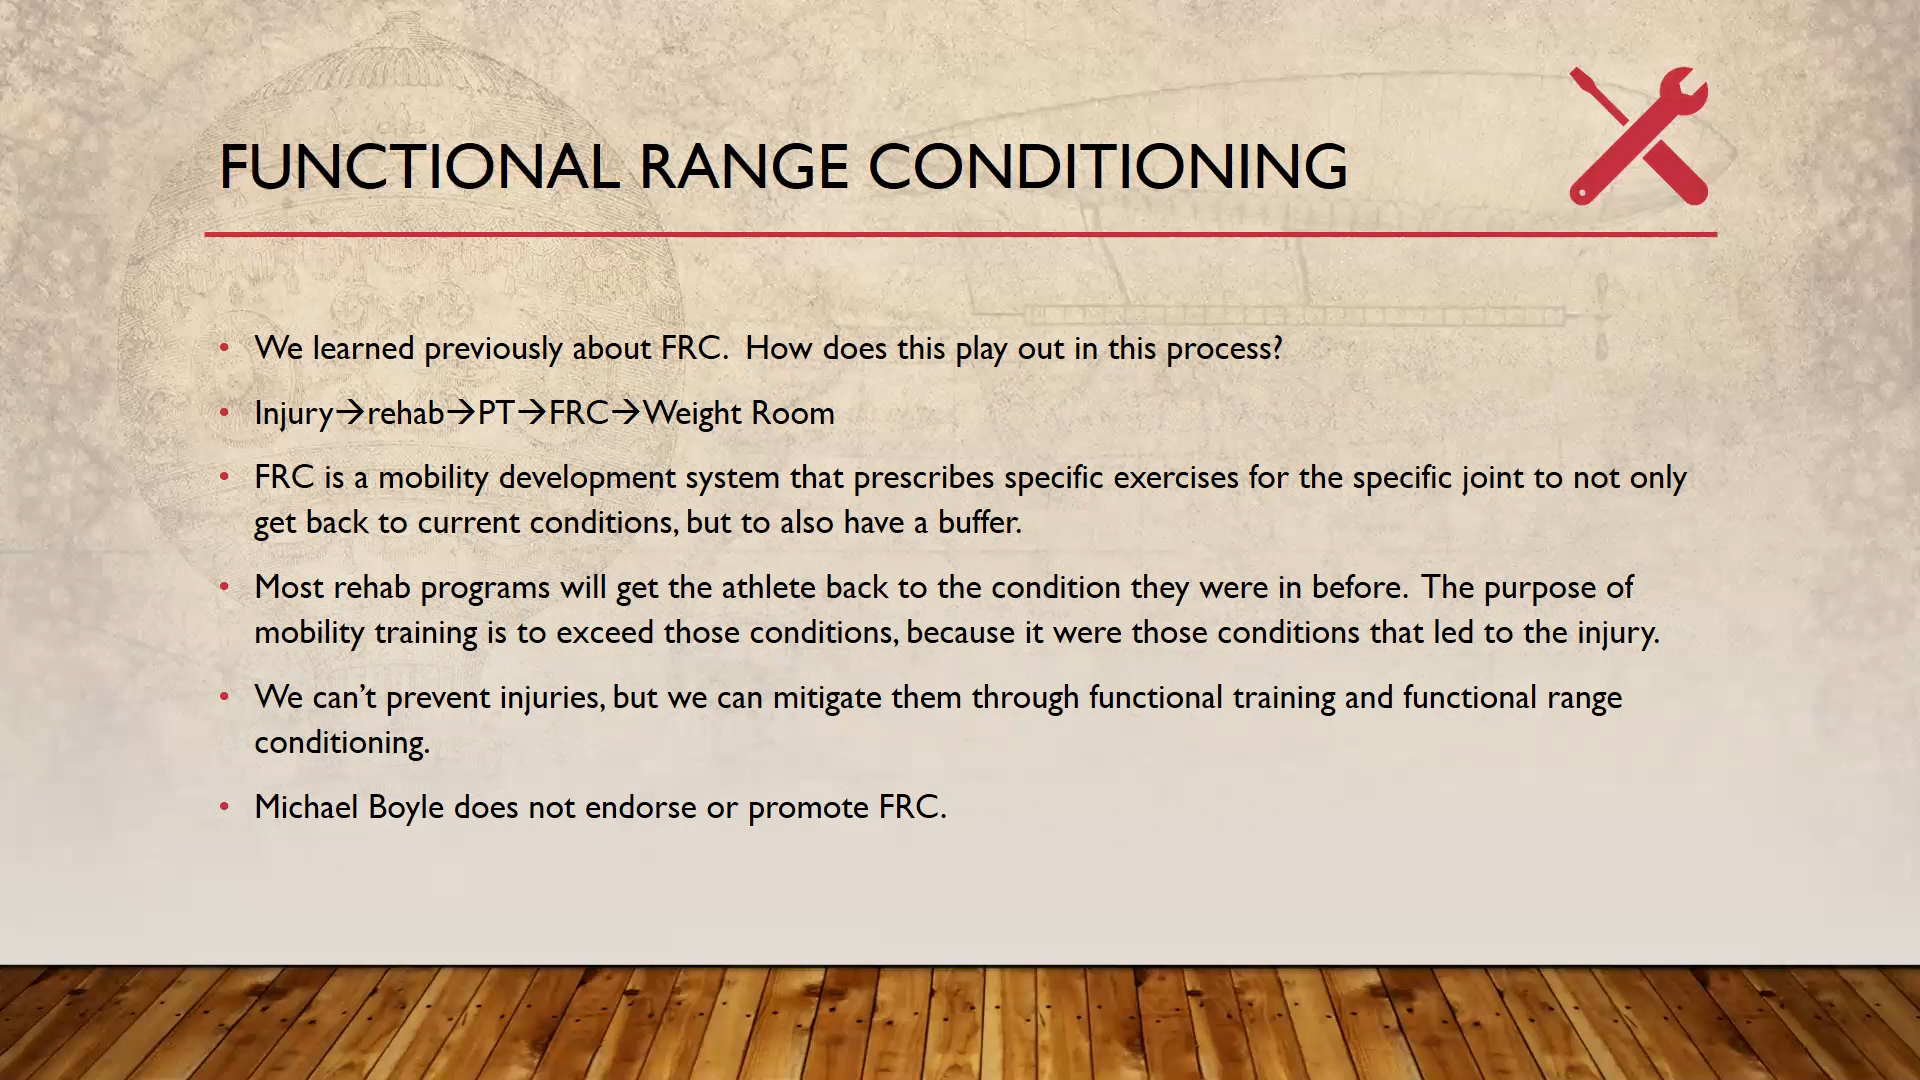 FUNCTIONAL RANGE CONDITIONING
• We learned previously about FRC.  How does this play out in this process?
• Injury→rehab→PT→FRC→Weight Room
• FRC is a mobility development system that prescribes specific exercises for the specific joint to not only
get back to current conditions, but to also have a buffer.
• Most rehab programs will get the athlete back to the condition they were in before.  The purpose of
mobility training is to exceed those conditions, because it were those conditions that led to the injury.
• We can’t prevent injuries, but we can mitigate them through functional training and functional range
conditioning.
• Michael Boyle does not endorse or promote FRC.